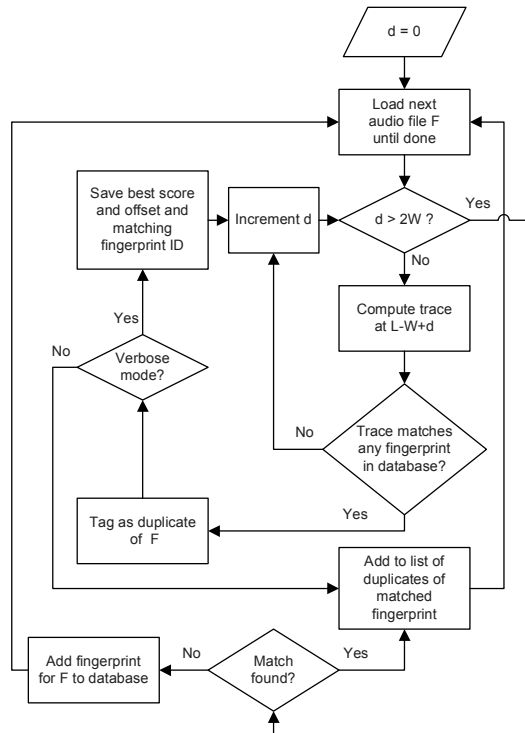 d = 0
Load next
audio file F
until done
Save best score
and offset and
matching
fingerprint ID
Increment d
d > 2W ?
Yes
No
Compute trace
at L-W+d
Yes
No
Verbose
mode?
No
Trace matches
any fingerprint
in database?
Yes
Tag as duplicate
of F
Add to list of
duplicates of
matched
fingerprint
Add fingerprint
for F to database
No
Match
found?
Yes